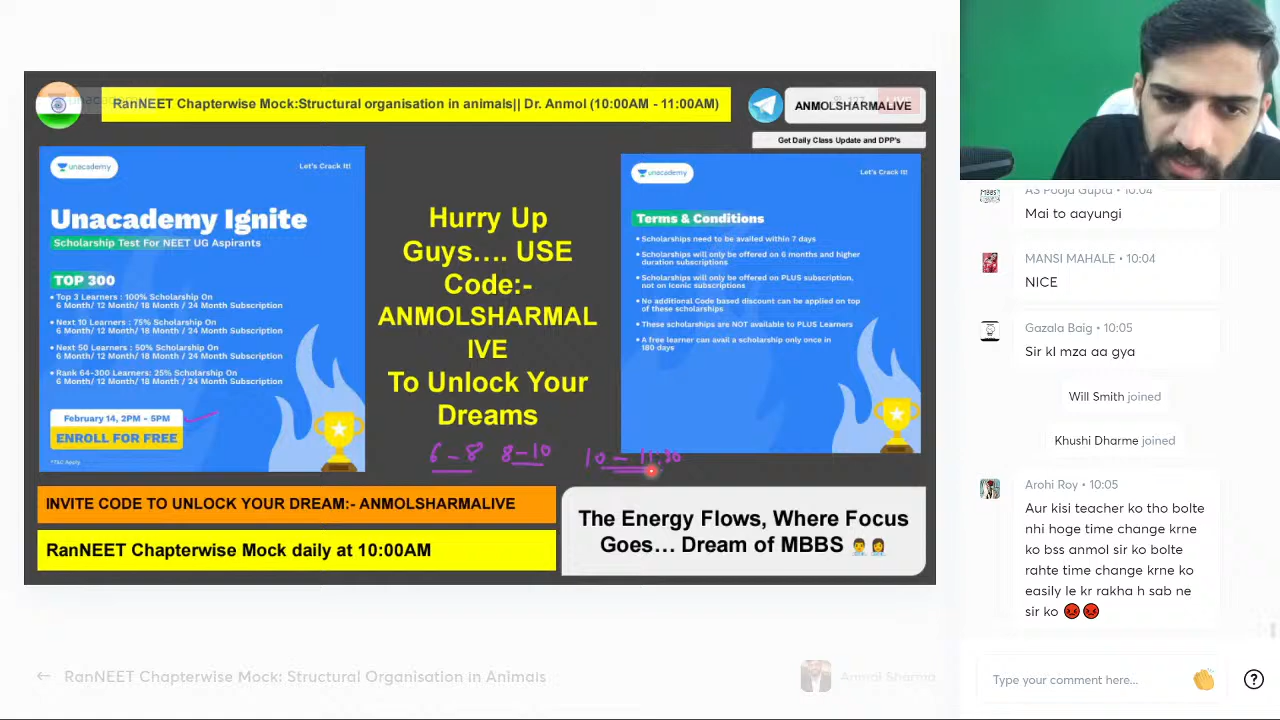 RanNEET Chapterwise Mock:Structural organisation in animals|| Dr. Anmol (10:00AM - 11:00AM)
ANMOLSHARMALIVE
Get Daily Class Update and DPP's
unacademy
Let's Crack It!
Unacademy Ignite
Scholarship Test For NEET UG Aspirants
TOP 300
• Top 3 Learners : 100% Scholarship On
6 Month/ 12 Month/ 18 Month / 24 Month Subscription
• Next 10 Learners : 75% Scholarship On
6 Month/ 12 Month/ 18 Month / 24 Month Subscription
• Next 50 Learners : 50% Scholarship On
6 Month/ 12 Month/ 18 Month / 24 Month Subscription
• Rank 64-300 Learners: 25% Scholarship On
6 Month/ 12 Month/ 18 Month / 24 Month Subscription
February 14, 2PM - 5PM
ENROLL FOR FREE
*T&C Apply
Hurry Up
Guys…. USE
Code:-
ANMOLSHARMAL
IVE
To Unlock Your
Dreams
6 - 8 8 - 10 10 - 11:30
unacademy
Let's Crack It!
Terms & Conditions
• Scholarships need to be availed within 7 days
• Scholarships will only be offered on 6 months and higher
duration subscriptions
• Scholarships will only be offered on PLUS subscription,
not on Iconic subscriptions
• No additional Code based discount can be applied on top
of these scholarships
• These scholarships are NOT available to PLUS Learners
• A free learner can avail a scholarship only once in
180 days
INVITE CODE TO UNLOCK YOUR DREAM:- ANMOLSHARMALIVE
RanNEET Chapterwise Mock daily at 10:00AM
The Energy Flows, Where Focus
Goes… Dream of MBBS
← RanNEET Chapterwise Mock: Structural Organisation in Animals
Anmol Sharma
AS Pooja Gupta • 10:04
Mai to aayungi
MANSI MAHALE • 10:04
NICE
Gazala Baig • 10:05
Sir kl mza aa gya
Will Smith joined
Khushi Dharme joined
Arohi Roy • 10:05
Aur kisi teacher ko tho bolte
nhi hoge time change krne
ko bss anmol sir ko bolte
rahte time change krne ko
easily le kr rakha h sab ne
sir ko
Type your comment here...